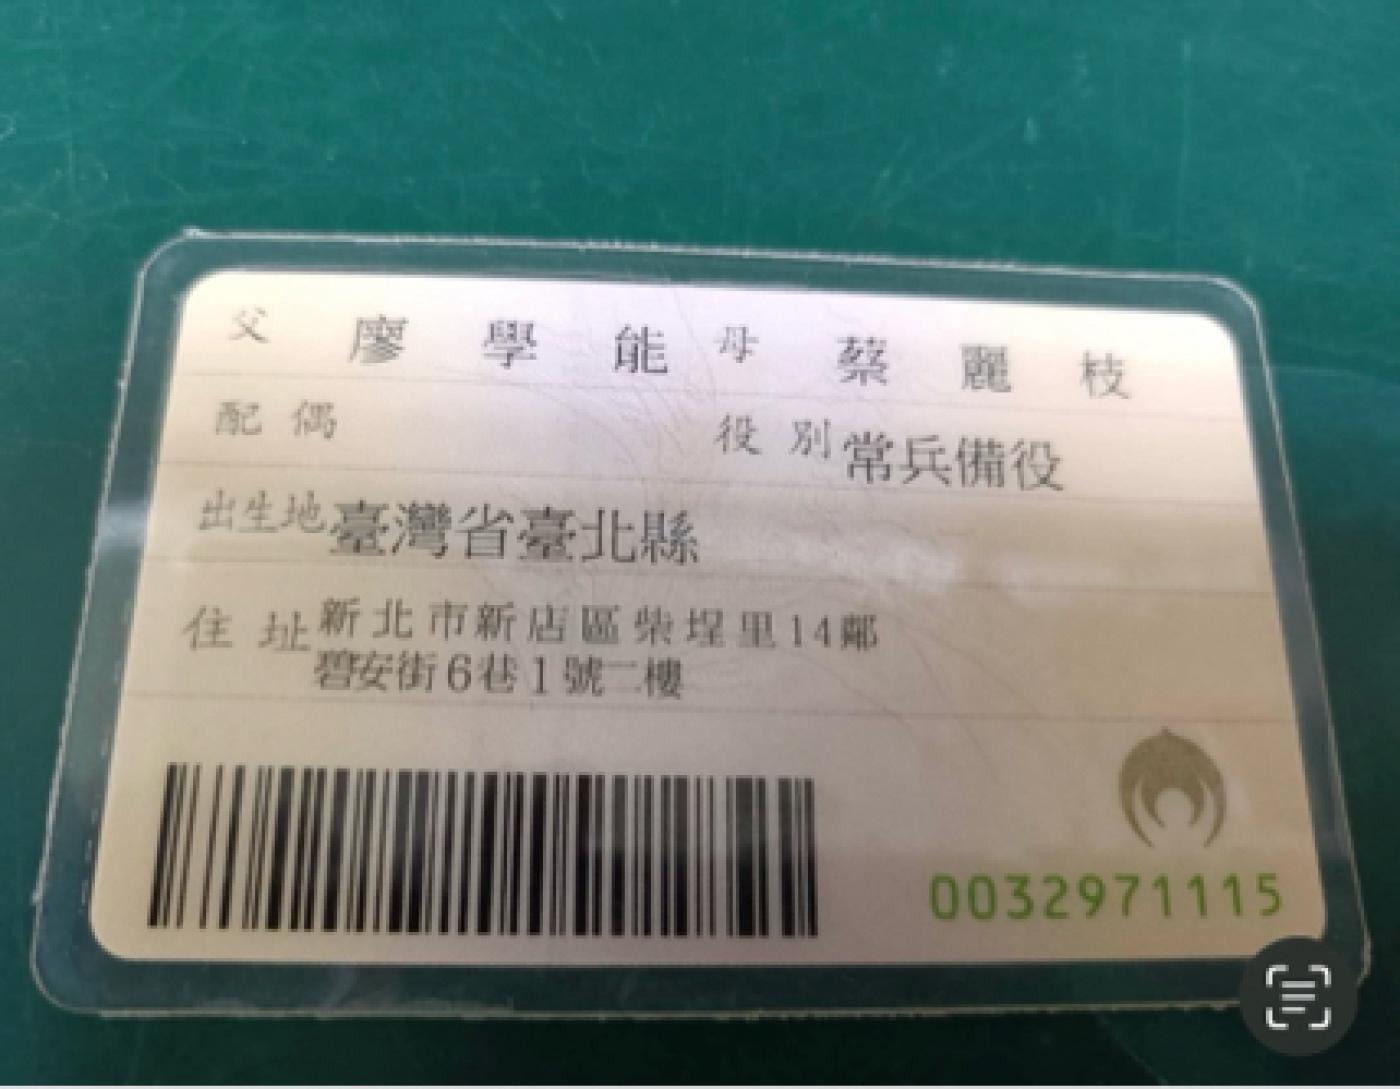 父 廖學能 母 蔡麗枝
配偶 役別 常兵備役
出生地 臺灣省臺北縣
住址 新北市新店區柴埕里14鄰
碧安街6巷1號二樓
0032971115